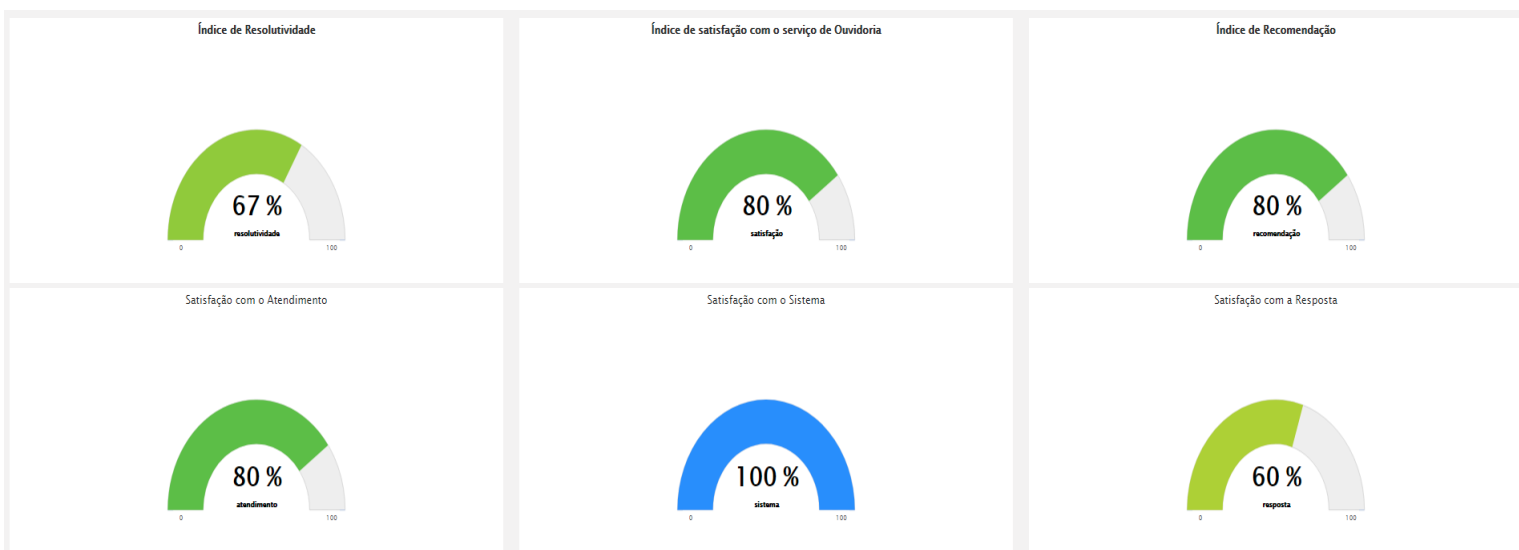 Índice de Resolutividade
Índice de satisfação com o serviço de Ouvidoria
Índice de Recomendação
67 %
resolutividade
0
100
80 %
satisfação
0
100
80 %
recomendação
0
100
Satisfação com o Atendimento
Satisfação com o Sistema
Satisfação com a Resposta
80 %
atendimento
0
100
100 %
sistema
0
100
60 %
resposta
0
100